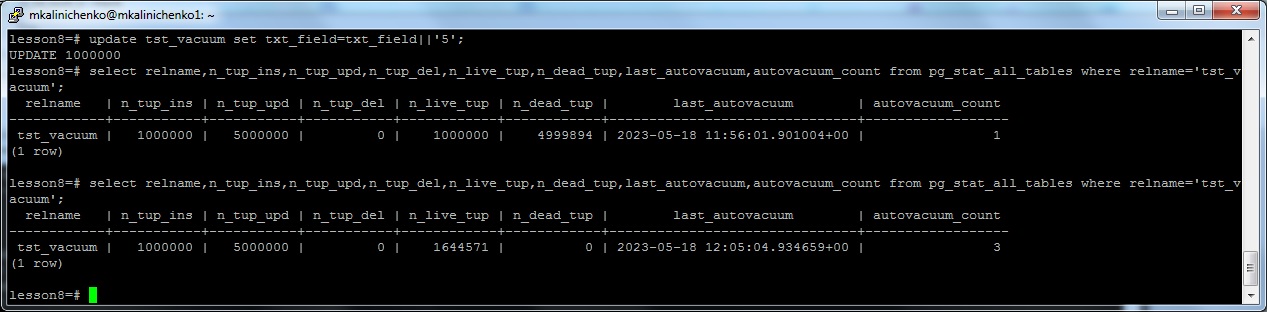 mkalinichenko@mkalinichenko1: ~
lesson8=# update tst_vacuum set txt_field=txt_field||'5';
UPDATE 1000000
lesson8=# select relname,n_tup_ins,n_tup_upd,n_tup_del,n_live_tup,n_dead_tup,last_autovacuum,autovacuum_count from pg_stat_all_tables where relname='tst_v
acuum';
  relname   | n_tup_ins | n_tup_upd | n_tup_del | n_live_tup | n_dead_tup |        last_autovacuum        | autovacuum_count
------------+-----------+-----------+-----------+------------+------------+-------------------------------+------------------
 tst_vacuum |   1000000 |   5000000 |         0 |    1000000 |    4999894 | 2023-05-18 11:56:01.901004+00 |                1
(1 row)
lesson8=# select relname,n_tup_ins,n_tup_upd,n_tup_del,n_live_tup,n_dead_tup,last_autovacuum,autovacuum_count from pg_stat_all_tables where relname='tst_v
acuum';
  relname   | n_tup_ins | n_tup_upd | n_tup_del | n_live_tup | n_dead_tup |        last_autovacuum        | autovacuum_count
------------+-----------+-----------+-----------+------------+------------+-------------------------------+------------------
 tst_vacuum |   1000000 |   5000000 |         0 |    1644571 |          0 | 2023-05-18 12:05:04.934659+00 |                3
(1 row)
lesson8=#